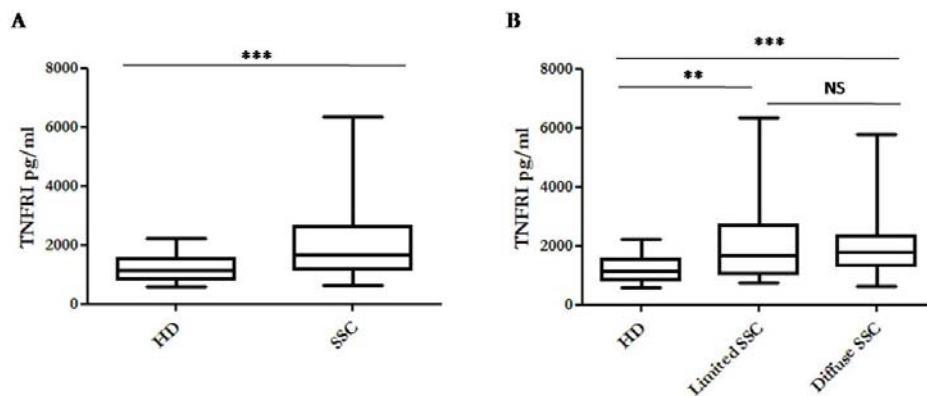 A
***
8000
6000
4000
2000
0
TNFRI pg/ml
HD
SSC
B
***
**
NS
8000
6000
4000
2000
0
TNFRI pg/ml
HD
Limited SSC
Diffuse SSC